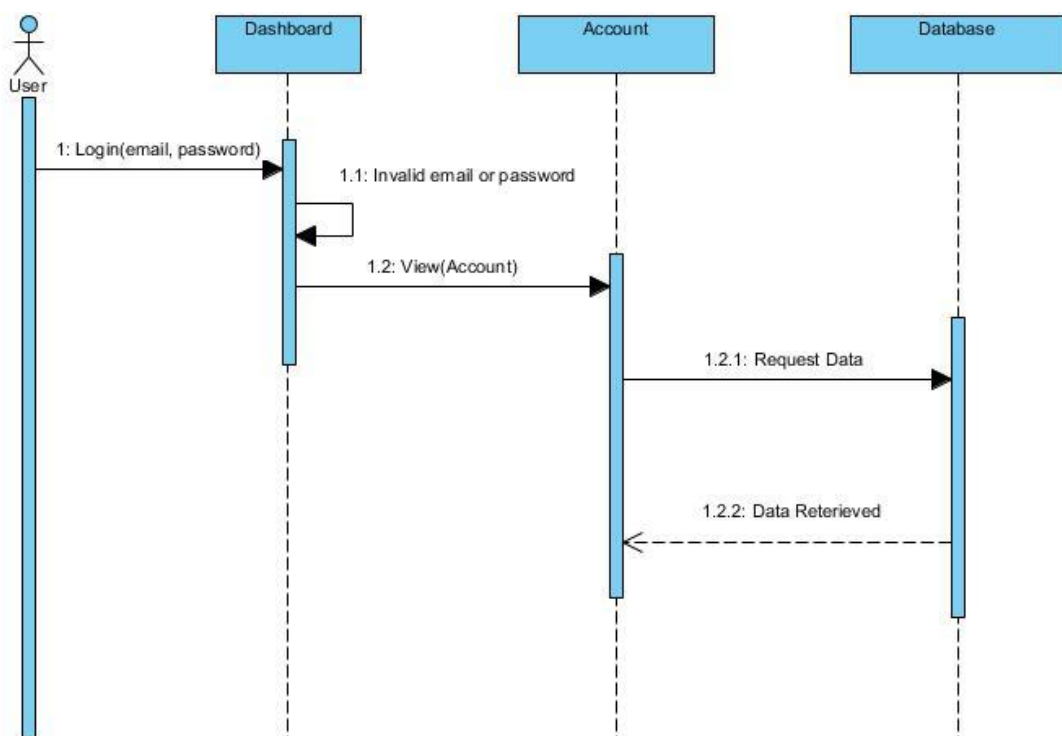 Dashboard
Account
Database
User
1: Login(email, password)
1.1: Invalid email or password
1.2: View(Account)
1.2.1: Request Data
1.2.2: Data Reterieved